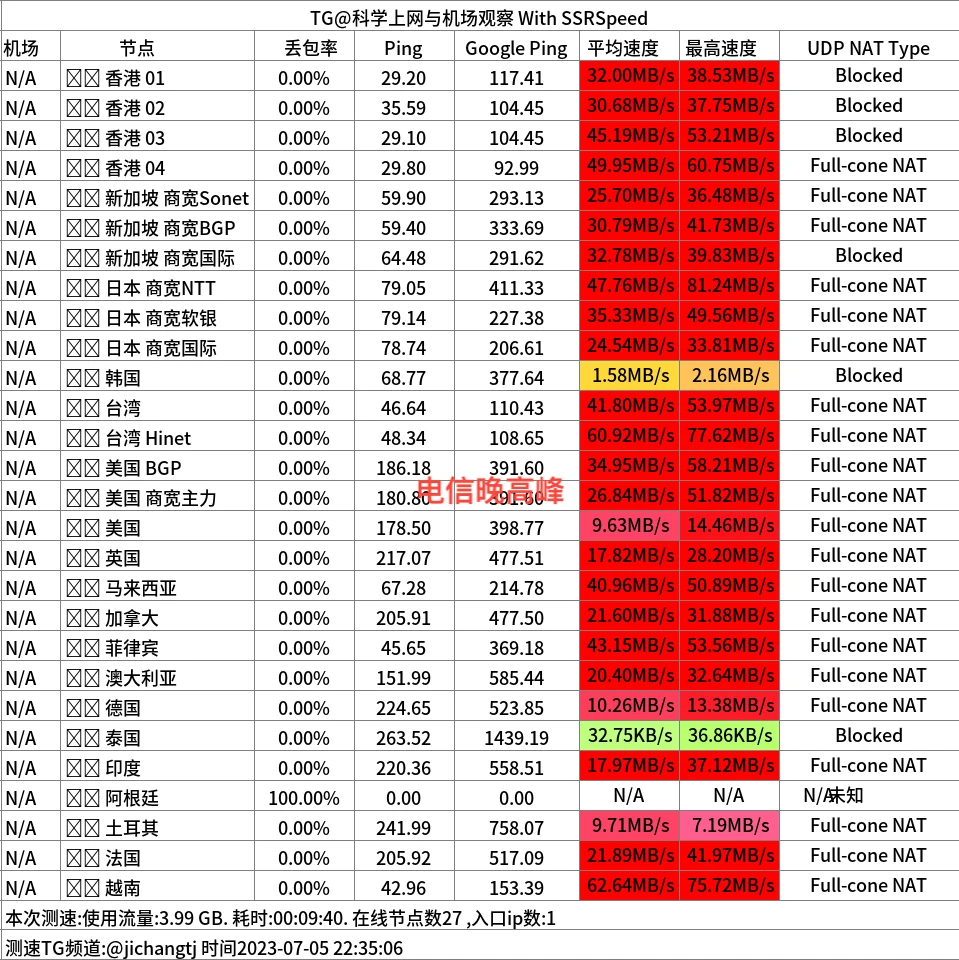 TG@科学上网与机场观察 With SSRSpeed
机场 节点 丢包率 Ping Google Ping 平均速度 最高速度 UDP NAT Type
N/A 香港 01 0.00% 29.20 117.41 32.00MB/s 38.53MB/s Blocked
N/A 香港 02 0.00% 35.59 104.45 30.68MB/s 37.75MB/s Blocked
N/A 香港 03 0.00% 29.10 104.45 45.19MB/s 53.21MB/s Blocked
N/A 香港 04 0.00% 29.80 92.99 49.95MB/s 60.75MB/s Full-cone NAT
N/A 新加坡 商宽Sonet 0.00% 59.90 293.13 25.70MB/s 36.48MB/s Full-cone NAT
N/A 新加坡 商宽BGP 0.00% 59.40 333.69 30.79MB/s 41.73MB/s Full-cone NAT
N/A 新加坡 商宽国际 0.00% 64.48 291.62 32.78MB/s 39.83MB/s Blocked
N/A 日本 商宽NTT 0.00% 79.05 411.33 47.76MB/s 81.24MB/s Full-cone NAT
N/A 日本 商宽软银 0.00% 79.14 227.38 35.33MB/s 49.56MB/s Full-cone NAT
N/A 日本 商宽国际 0.00% 78.74 206.61 24.54MB/s 33.81MB/s Full-cone NAT
N/A 韩国 0.00% 68.77 377.64 1.58MB/s 2.16MB/s Blocked
N/A 台湾 0.00% 46.64 110.43 41.80MB/s 53.97MB/s Full-cone NAT
N/A 台湾 Hinet 0.00% 48.34 108.65 60.92MB/s 77.62MB/s Full-cone NAT
N/A 美国 BGP 0.00% 186.18 391.60 34.95MB/s 58.21MB/s Full-cone NAT
N/A 美国 商宽主力 0.00% 180.80 391.60 26.84MB/s 51.82MB/s Full-cone NAT
电信晚高峰
N/A 美国 0.00% 178.50 398.77 9.63MB/s 14.46MB/s Full-cone NAT
N/A 英国 0.00% 217.07 477.51 17.82MB/s 28.20MB/s Full-cone NAT
N/A 马来西亚 0.00% 67.28 214.78 40.96MB/s 50.89MB/s Full-cone NAT
N/A 加拿大 0.00% 205.91 477.50 21.60MB/s 31.88MB/s Full-cone NAT
N/A 菲律宾 0.00% 45.65 369.18 43.15MB/s 53.56MB/s Full-cone NAT
N/A 澳大利亚 0.00% 151.99 585.44 20.40MB/s 32.64MB/s Full-cone NAT
N/A 德国 0.00% 224.65 523.85 10.26MB/s 13.38MB/s Full-cone NAT
N/A 泰国 0.00% 263.52 1439.19 32.75KB/s 36.86KB/s Blocked
N/A 印度 0.00% 220.36 558.51 17.97MB/s 37.12MB/s Full-cone NAT
N/A 阿根廷 100.00% 0.00 0.00 N/A N/A N/A未知
N/A 土耳其 0.00% 241.99 758.07 9.71MB/s 7.19MB/s Full-cone NAT
N/A 法国 0.00% 205.92 517.09 21.89MB/s 41.97MB/s Full-cone NAT
N/A 越南 0.00% 42.96 153.39 62.64MB/s 75.72MB/s Full-cone NAT
本次测速:使用流量:3.99 GB. 耗时:00:09:40. 在线节点数27 ,入口ip数:1
测速TG频道:@jichangtj 时间2023-07-05 22:35:06